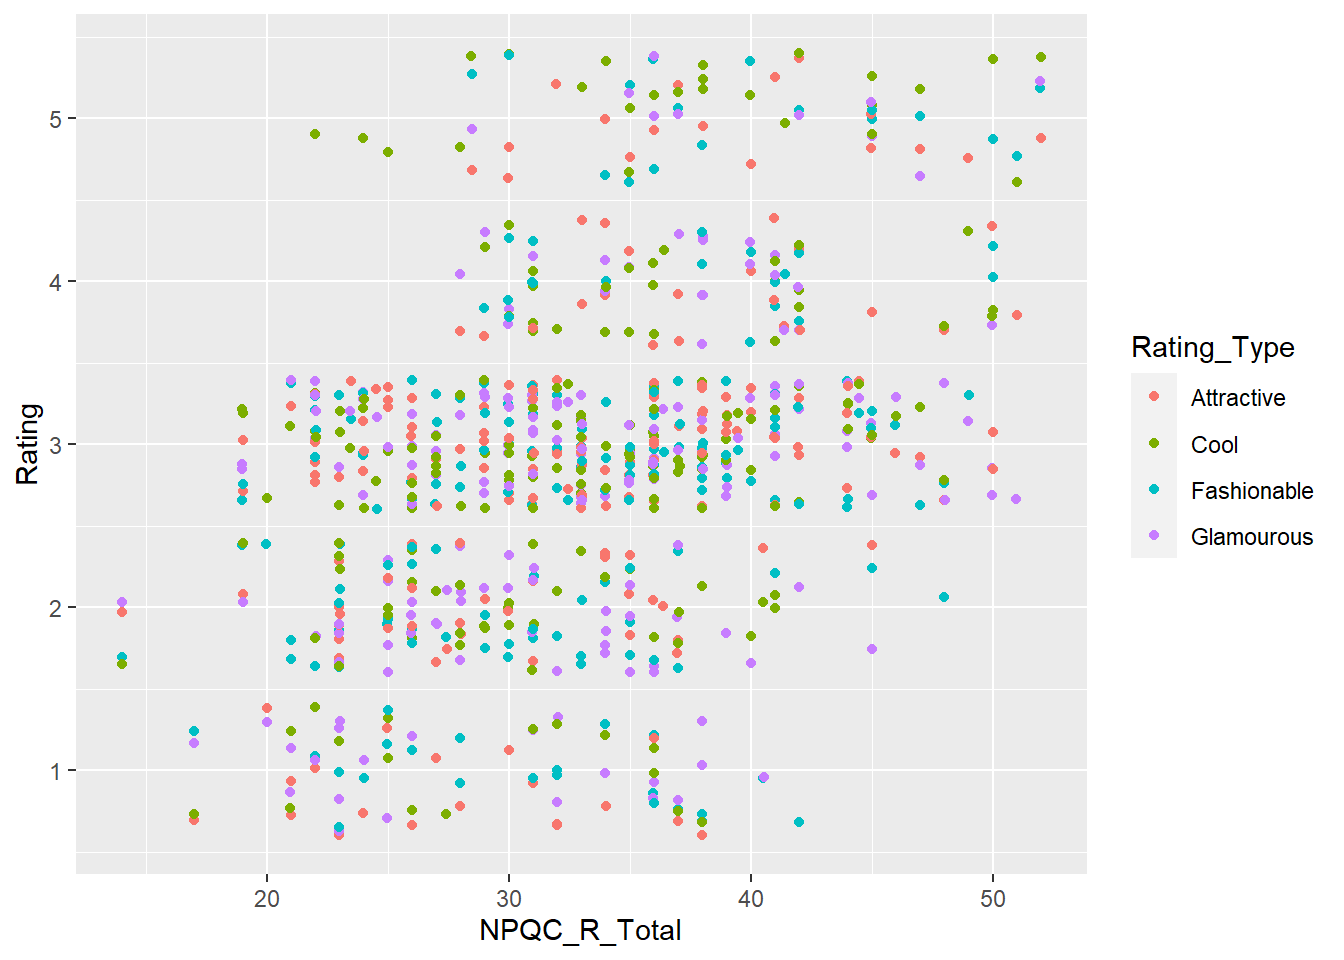 5
4
3
2
1
Rating
20
30
40
50
NPQC_R_Total
Rating_Type
Attractive
Cool
Fashionable
Glamourous